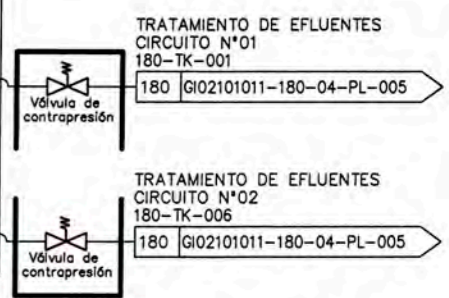 TRATAMIENTO DE EFLUENTES
CIRCUITO N°01
180-TK-001
180 GI02101011-180-04-PL-005
Válvula de
contrapresión
TRATAMIENTO DE EFLUENTES
CIRCUITO N°02
180-TK-006
180 GI02101011-180-04-PL-005
Válvula de
contrapresión